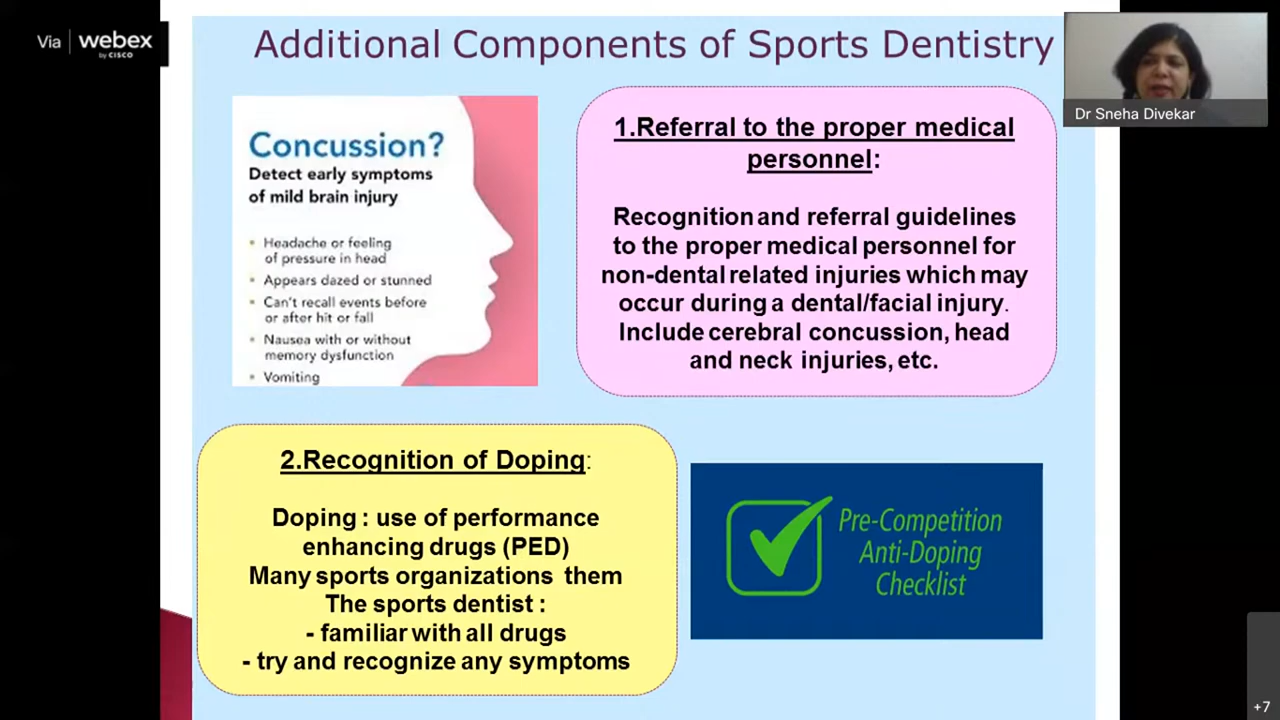 Via webex
by CISCO
Additional Components of Sports Dentistry
Dr Sneha Divekar
Concussion?
Detect early symptoms
of mild brain injury
• Headache or feeling
of pressure in head
• Appears dazed or stunned
• Can't recall events before
or after hit or fall
• Nausea with or without
memory dysfunction
• Vomiting
1.Referral to the proper medical
personnel:
Recognition and referral guidelines
to the proper medical personnel for
non-dental related injuries which may
occur during a dental/facial injury.
Include cerebral concussion, head
and neck injuries, etc.
2.Recognition of Doping:
Doping : use of performance
enhancing drugs (PED)
Many sports organizations them
The sports dentist :
- familiar with all drugs
- try and recognize any symptoms
Pre-Competition
Anti-Doping
Checklist
+7